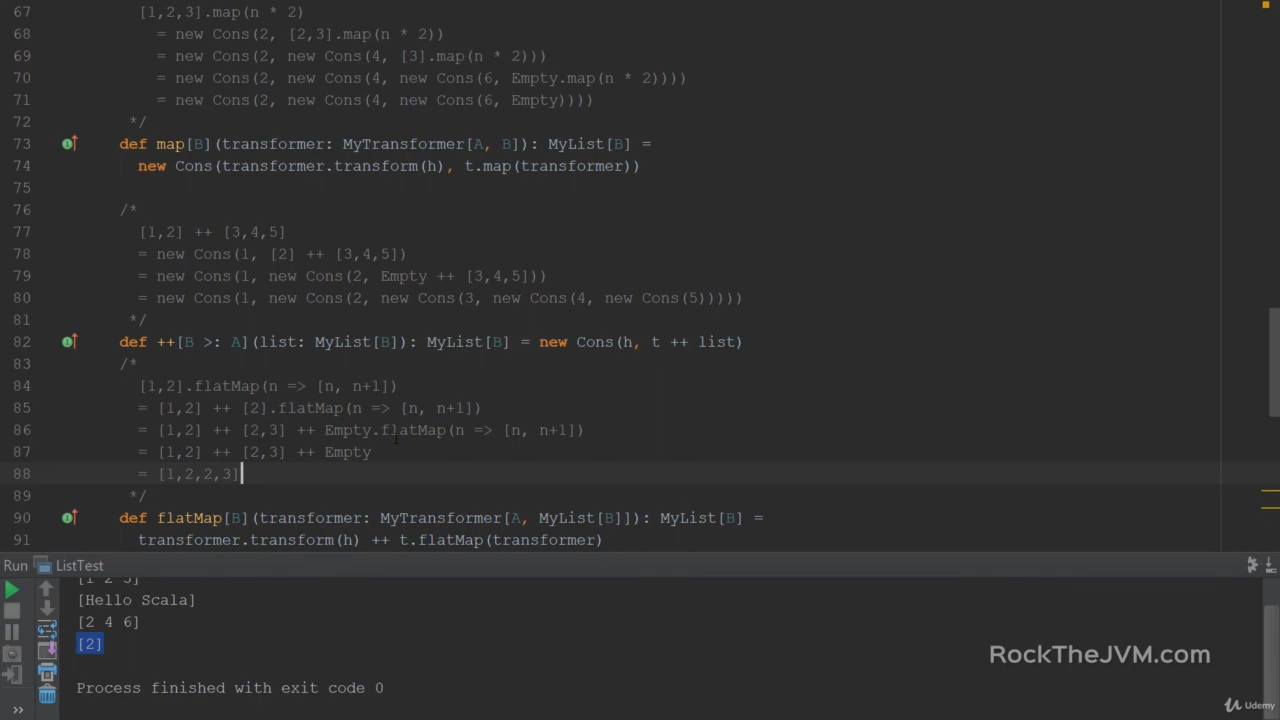 67 [1,2,3].map(n * 2)
68 = new Cons(2, [2,3].map(n * 2))
69 = new Cons(2, new Cons(4, [3].map(n * 2)))
70 = new Cons(2, new Cons(4, new Cons(6, Empty.map(n * 2))))
71 = new Cons(2, new Cons(4, new Cons(6, Empty))))
72 */
73 def map[B](transformer: MyTransformer[A, B]): MyList[B] =
74 new Cons(transformer.transform(h), t.map(transformer))
75
76 /*
77 [1,2] ++ [3,4,5]
78 = new Cons(1, [2] ++ [3,4,5])
79 = new Cons(1, new Cons(2, Empty ++ [3,4,5]))
80 = new Cons(1, new Cons(2, new Cons(3, new Cons(4, new Cons(5)))))
81 */
82 def ++[B >: A](list: MyList[B]): MyList[B] = new Cons(h, t ++ list)
83 /*
84 [1,2].flatMap(n => [n, n+1])
85 = [1,2] ++ [2].flatMap(n => [n, n+1])
86 = [1,2] ++ [2,3] ++ Empty.flatMap(n => [n, n+1])
87 = [1,2] ++ [2,3] ++ Empty
88 = [1,2,2,3]
89 */
90 def flatMap[B](transformer: MyTransformer[A, MyList[B]]): MyList[B] =
91 transformer.transform(h) ++ t.flatMap(transformer)
Run ListTest
[1 2 3]
[Hello Scala]
[2 4 6]
[2]
RockTheJVM.com
Process finished with exit code 0
Udemy